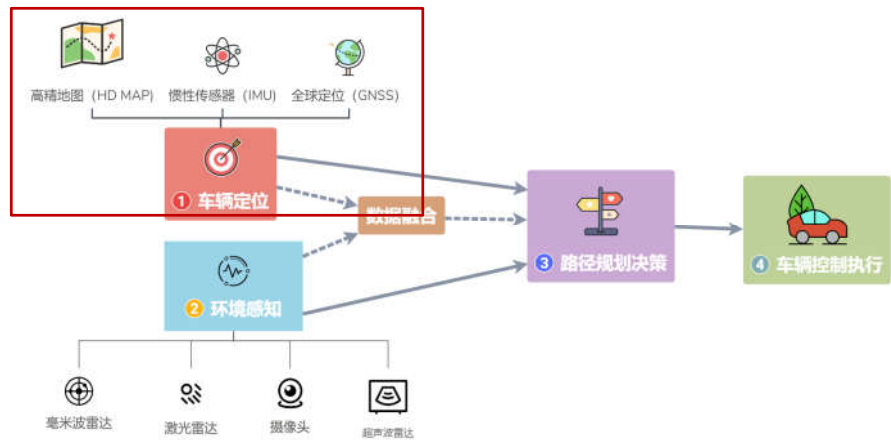 高精地图（HD MAP）
惯性传感器（IMU）
全球定位（GNSS）
1 车辆定位
数据融合
3 路径规划决策
4 车辆控制执行
2 环境感知
毫米波雷达
激光雷达
摄像头
超声波雷达